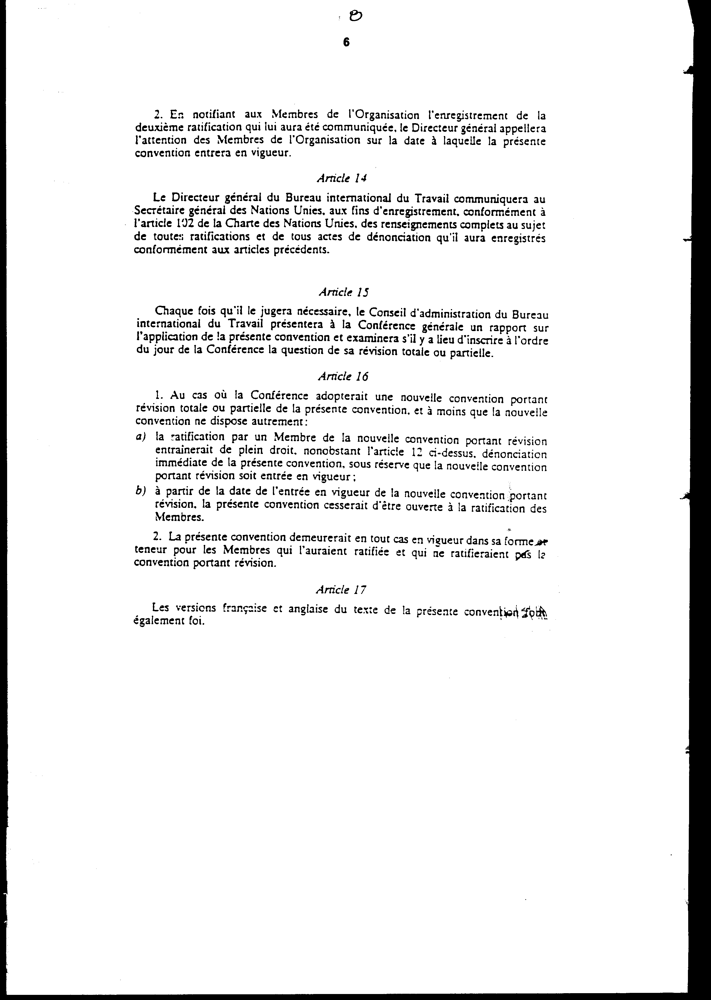 6
2. En notifiant aux Membres de l'Organisation l'enregistrement de la
deuxième ratification qui lui aura été communiquée, le Directeur général appellera
l'attention des Membres de l'Organisation sur la date à laquelle la présente
convention entrera en vigueur.
Article 14
Le Directeur général du Bureau international du Travail communiquera au
Secrétaire général des Nations Unies, aux fins d'enregistrement, conformément à
l'article 102 de la Charte des Nations Unies, des renseignements complets au sujet
de toutes ratifications et de tous actes de dénonciation qu'il aura enregistrés
conformément aux articles précédents.
Article 15
Chaque fois qu'il le jugera nécessaire, le Conseil d'administration du Bureau
international du Travail présentera à la Conférence générale un rapport sur
l'application de la présente convention et examinera s'il y a lieu d'inscrire à l'ordre
du jour de la Conférence la question de sa révision totale ou partielle.
Article 16
1. Au cas où la Conférence adopterait une nouvelle convention portant
révision totale ou partielle de la présente convention, et à moins que la nouvelle
convention ne dispose autrement:
a) la ratification par un Membre de la nouvelle convention portant révision
entraînerait de plein droit, nonobstant l'article 12 ci-dessus, dénonciation
immédiate de la présente convention, sous réserve que la nouvelle convention
portant révision soit entrée en vigueur;
b) à partir de la date de l'entrée en vigueur de la nouvelle convention portant
révision, la présente convention cesserait d'être ouverte à la ratification des
Membres.
2. La présente convention demeurerait en tout cas en vigueur dans sa forme et
teneur pour les Membres qui l'auraient ratifiée et qui ne ratifieraient pas la
convention portant révision.
Article 17
Les versions française et anglaise du texte de la présente convention font
également foi.